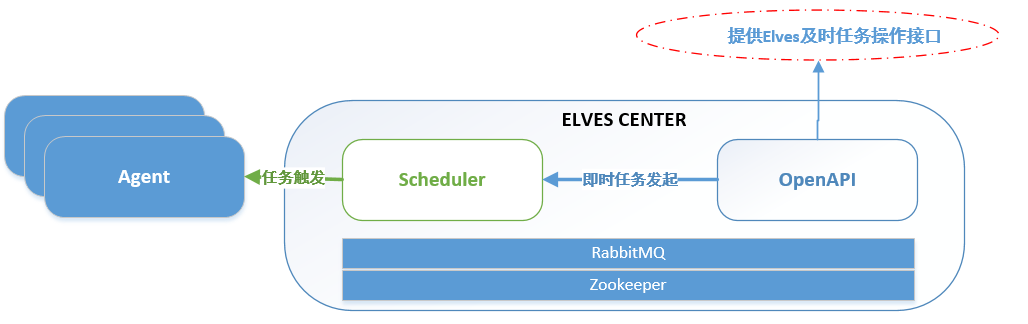 提供Elves及时任务操作接口
ELVES CENTER
Agent
任务触发
Scheduler
即时任务发起
OpenAPI
RabbitMQ
Zookeeper